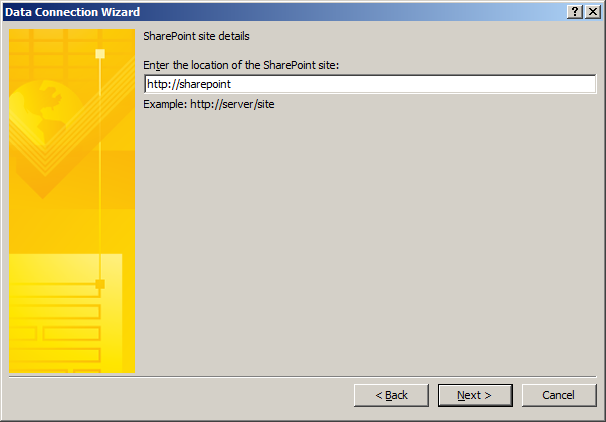 Data Connection Wizard
SharePoint site details
Enter the location of the SharePoint site:
http://sharepoint
Example: http://server/site
< Back
Next >
Cancel